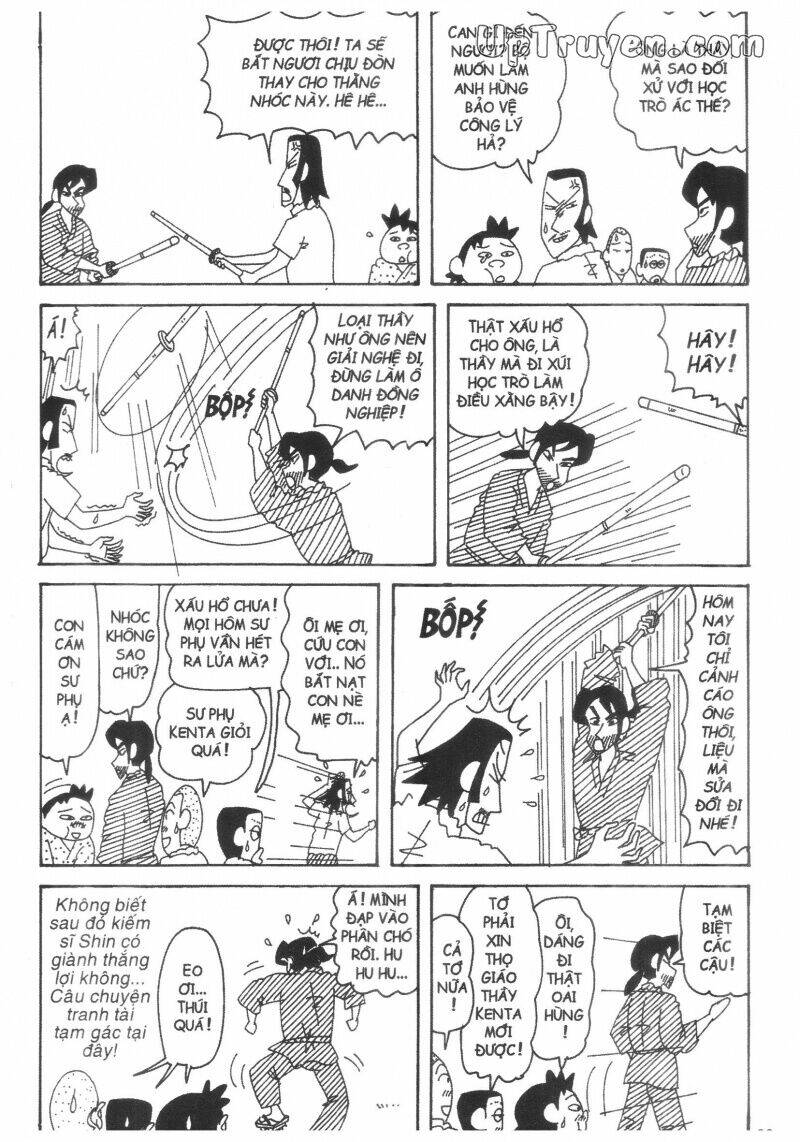 UpTruyen.com
MÀ SAO ĐỐI
XỬ VỚI HỌC
TRÒ ÁC THẾ?
CAN GÌ ĐẾN
NGƯƠI? BỘ
MUỐN LÀM
ANH HÙNG
BẢO VỆ
CÔNG LÝ
HẢ?
ĐƯỢC THÔI! TA SẼ
BẮT NGƯƠI CHỊU ĐÒN
THAY CHO THẰNG
NHÓC NÀY. HÊ HÊ...
HÂY!
HÂY!
THẬT XẤU HỔ
CHO ÔNG, LÀ
THẦY MÀ ĐI XÚI
HỌC TRÒ LÀM
ĐIỀU XẰNG BẬY!
LOẠI THẦY
NHƯ ÔNG NÊN
GIẢI NGHỆ ĐI,
ĐỪNG LÀM Ố
DANH ĐỒNG
NGHIỆP!
BỘP!
Á!
HÔM
NAY
TÔI
CHỈ
CẢNH
CÁO
ÔNG
THÔI,
LIỆU
MÀ
SỬA
ĐỔI ĐI
NHÉ!
BỐP!
ÔI MẸ ƠI,
CỨU CON
VỚI.. NÓ
BẮT NẠT
CON NÈ
MẸ ƠI...
XẤU HỔ CHƯA!
MỌI HÔM SƯ
PHỤ VẪN HÉT
RA LỬA MÀ?
SƯ PHỤ
KENTA GIỎI
QUÁ!
NHÓC
KHÔNG
SAO
CHỨ?
CON
CÁM
ƠN
SƯ
PHỤ
Ạ!
TẠM
BIỆT
CÁC
CẬU!
ÔI,
DÁNG
ĐI
THẬT
OAI
HÙNG!
TỚ
PHẢI
XIN
THỌ
GIÁO
THẦY
KENTA
MỚI
ĐƯỢC!
CẢ
TỚ
NỮA!
Á! MÌNH
ĐẠP VÀO
PHÂN CHÓ
RỒI. HU
HU HU...
EO
ƠI...
THÚI
QUÁ!
Không biết
sau đó kiếm
sĩ Shin có
giành thắng
lợi không...
Câu chuyện
tranh tài
tạm gác tại
đây!